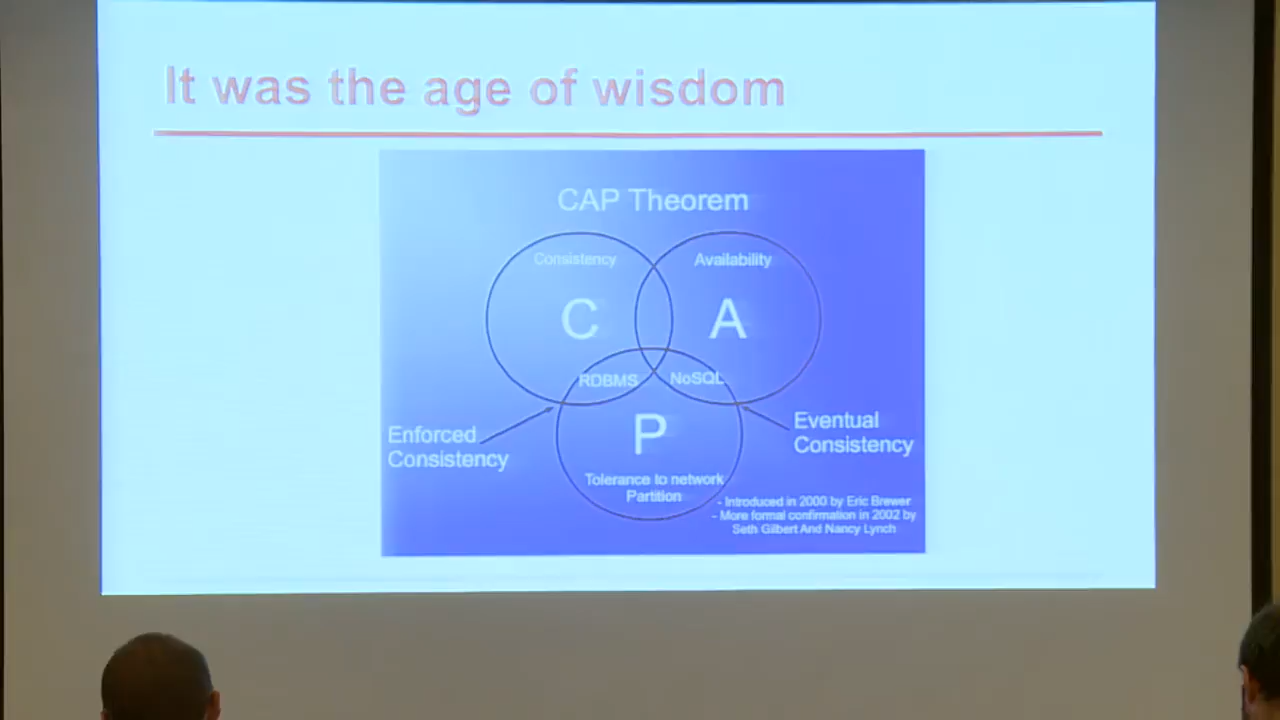 It was the age of wisdom
CAP Theorem
Consistency
Availability
C
A
RDBMS
NoSQL
Enforced
Consistency
P
Eventual
Consistency
Tolerance to network
Partition
- Introduced in 2000 by Eric Brewer
- More formal confirmation in 2002 by
Seth Gilbert And Nancy Lynch